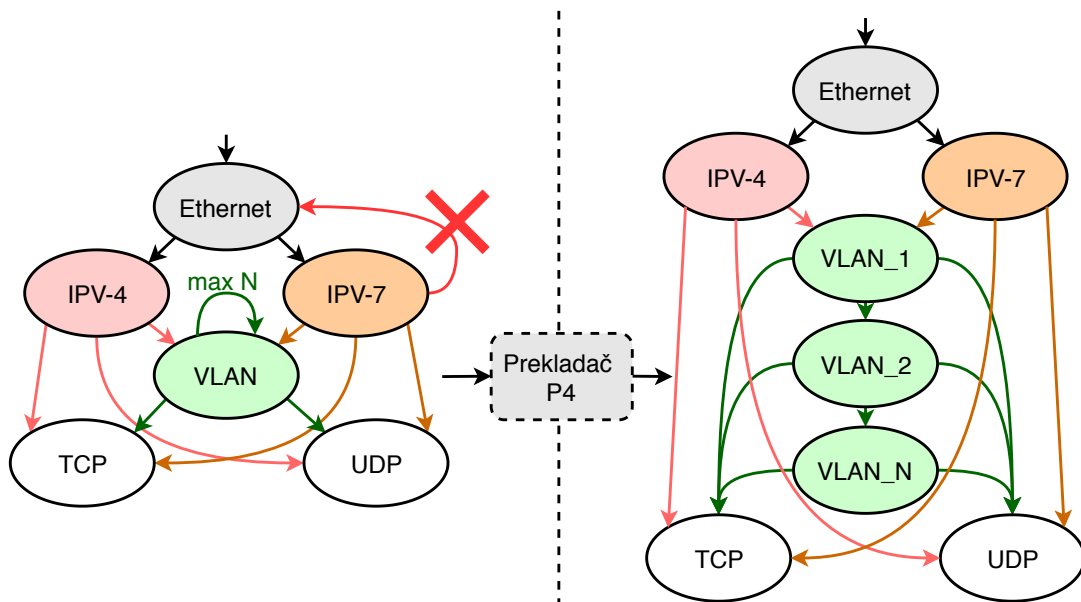 Ethernet
IPV-4
max N
IPV-7
VLAN
TCP
UDP
Prekladač
P4
Ethernet
IPV-4
IPV-7
VLAN_1
VLAN_2
VLAN_N
TCP
UDP